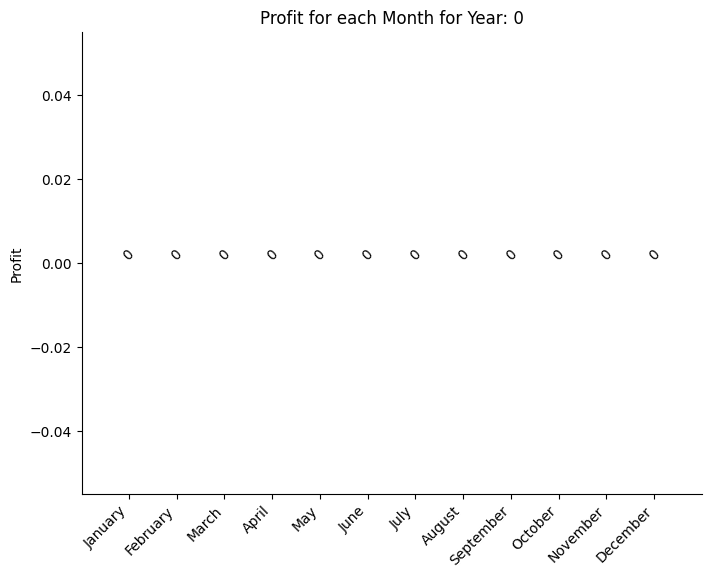 Profit for each Month for Year: 0
0.04
0.02
0.00
−0.02
−0.04
Profit
0 0 0 0 0 0 0 0 0 0 0 0
January
February
March
April
May
June
July
August
September
October
November
December